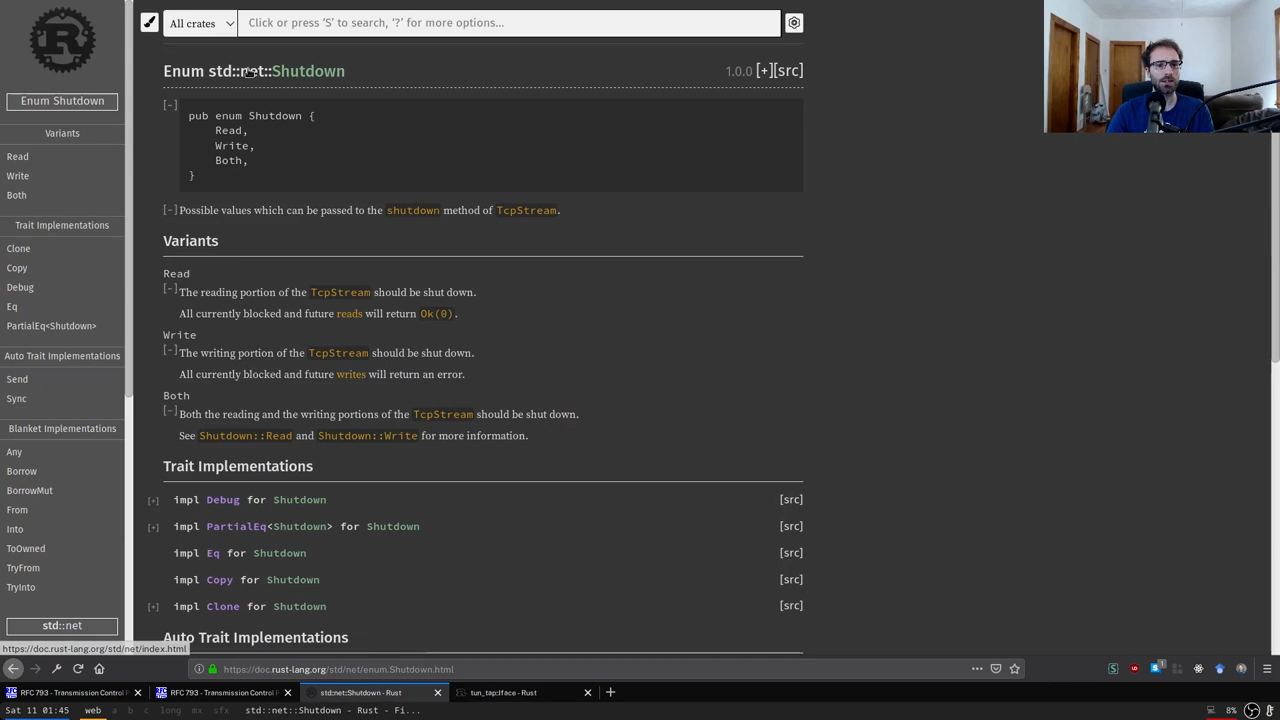 All crates
Click or press ‘S’ to search, ‘?’ for more options…
Enum Shutdown
Variants
Read
Write
Both
Trait Implementations
Clone
Copy
Debug
Eq
PartialEq<Shutdown>
Auto Trait Implementations
Send
Sync
Blanket Implementations
Any
Borrow
BorrowMut
From
Into
ToOwned
TryFrom
TryInto
std::net
Enum std::net::Shutdown
1.0.0 [+][src]
[-]
pub enum Shutdown {
Read,
Write,
Both,
}
[-] Possible values which can be passed to the shutdown method of TcpStream.
Variants
Read
[-] The reading portion of the TcpStream should be shut down.
All currently blocked and future reads will return Ok(0).
Write
[-] The writing portion of the TcpStream should be shut down.
All currently blocked and future writes will return an error.
Both
[-] Both the reading and the writing portions of the TcpStream should be shut down.
See Shutdown::Read and Shutdown::Write for more information.
Trait Implementations
[+] impl Debug for Shutdown [src]
[+] impl PartialEq<Shutdown> for Shutdown [src]
impl Eq for Shutdown [src]
impl Copy for Shutdown [src]
[+] impl Clone for Shutdown [src]
Auto Trait Implementations
https://doc.rust-lang.org/std/net/index.html
https://doc.rust-lang.org/std/net/enum.Shutdown.html
RFC 793 - Transmission Control P
RFC 793 - Transmission Control P
std::net::Shutdown - Rust
tun_tap::Iface - Rust
Sat 11 01:45 web a b c long mx sfx std::net::Shutdown - Rust - Fi... 8%